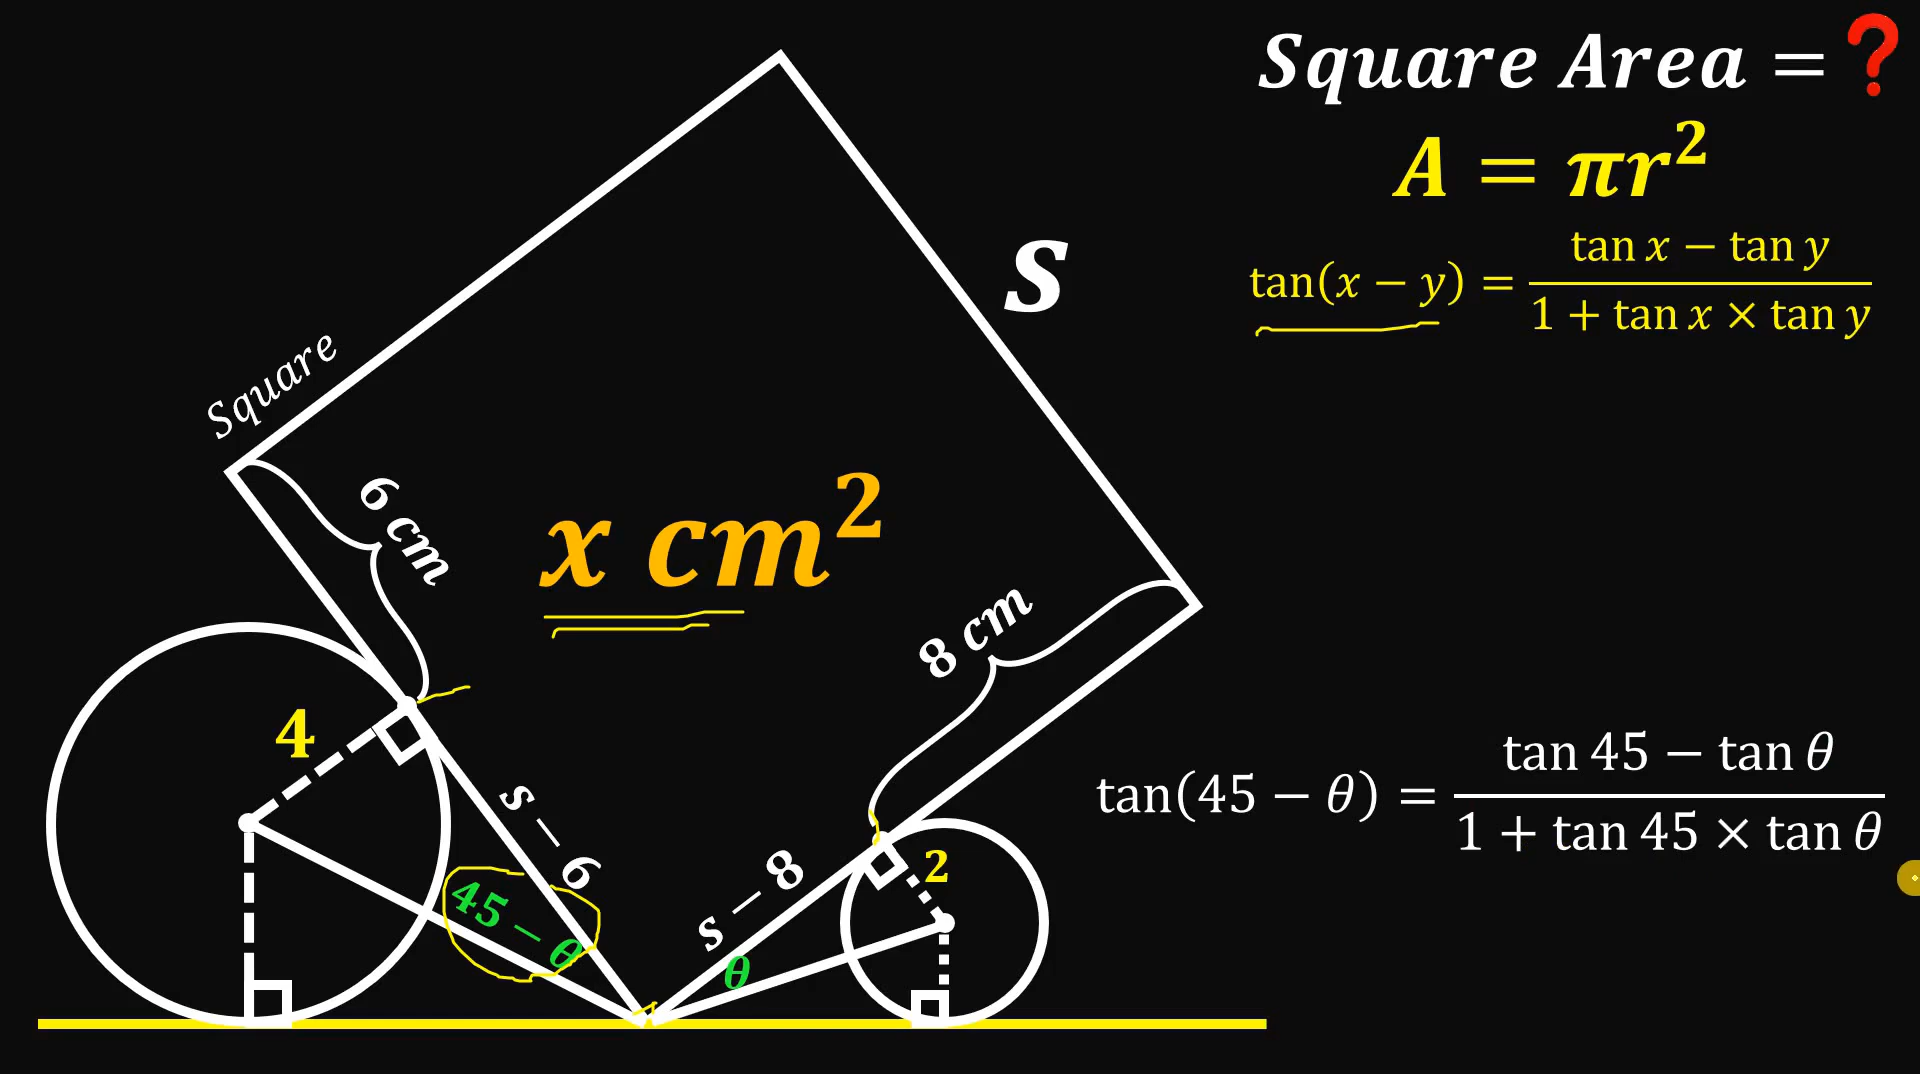 Square Area = ❓
A = πr²
tan(x − y) = (tan x − tan y) / (1 + tan x × tan y)
S
Square
6 cm
x cm²
8 cm
4
s − 6
tan(45 − θ) = (tan 45 − tan θ) / (1 + tan 45 × tan θ)
2
s − 8
45 − θ
θ